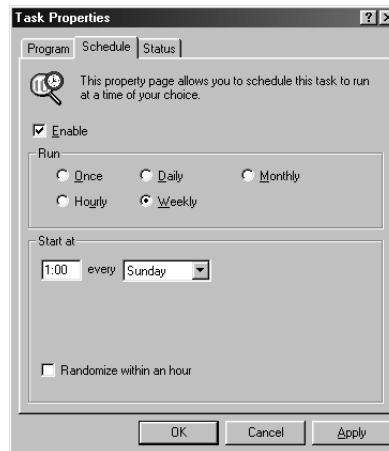 Task Properties
Program Schedule Status
This property page allows you to schedule this task to run
at a time of your choice.
Enable
Run
Once Daily Monthly
Hourly Weekly
Start at
1:00 every Sunday
Randomize within an hour
OK Cancel Apply